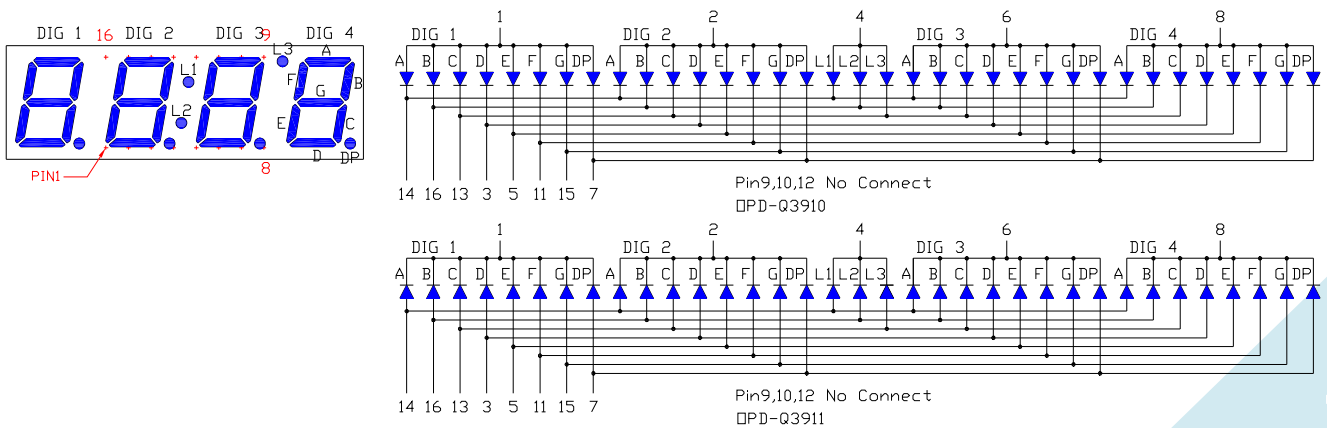 DIG 1 16 DIG 2 DIG 3 9 DIG 4
L3
A
L1
F
B
G
L2
E
C
D
DP
PIN1
8
1 2 4 6 8
DIG 1 DIG 2 DIG 3 DIG 4
A B C D E F G DP A B C D E F G DP L1 L2 L3 A B C D E F G DP A B C D E F G DP
14 16 13 3 5 11 15 7
Pin9,10,12 No Connect
□PD-Q3910
1 2 4 6 8
DIG 1 DIG 2 DIG 3 DIG 4
A B C D E F G DP A B C D E F G DP L1 L2 L3 A B C D E F G DP A B C D E F G DP
14 16 13 3 5 11 15 7
Pin9,10,12 No Connect
□PD-Q3911